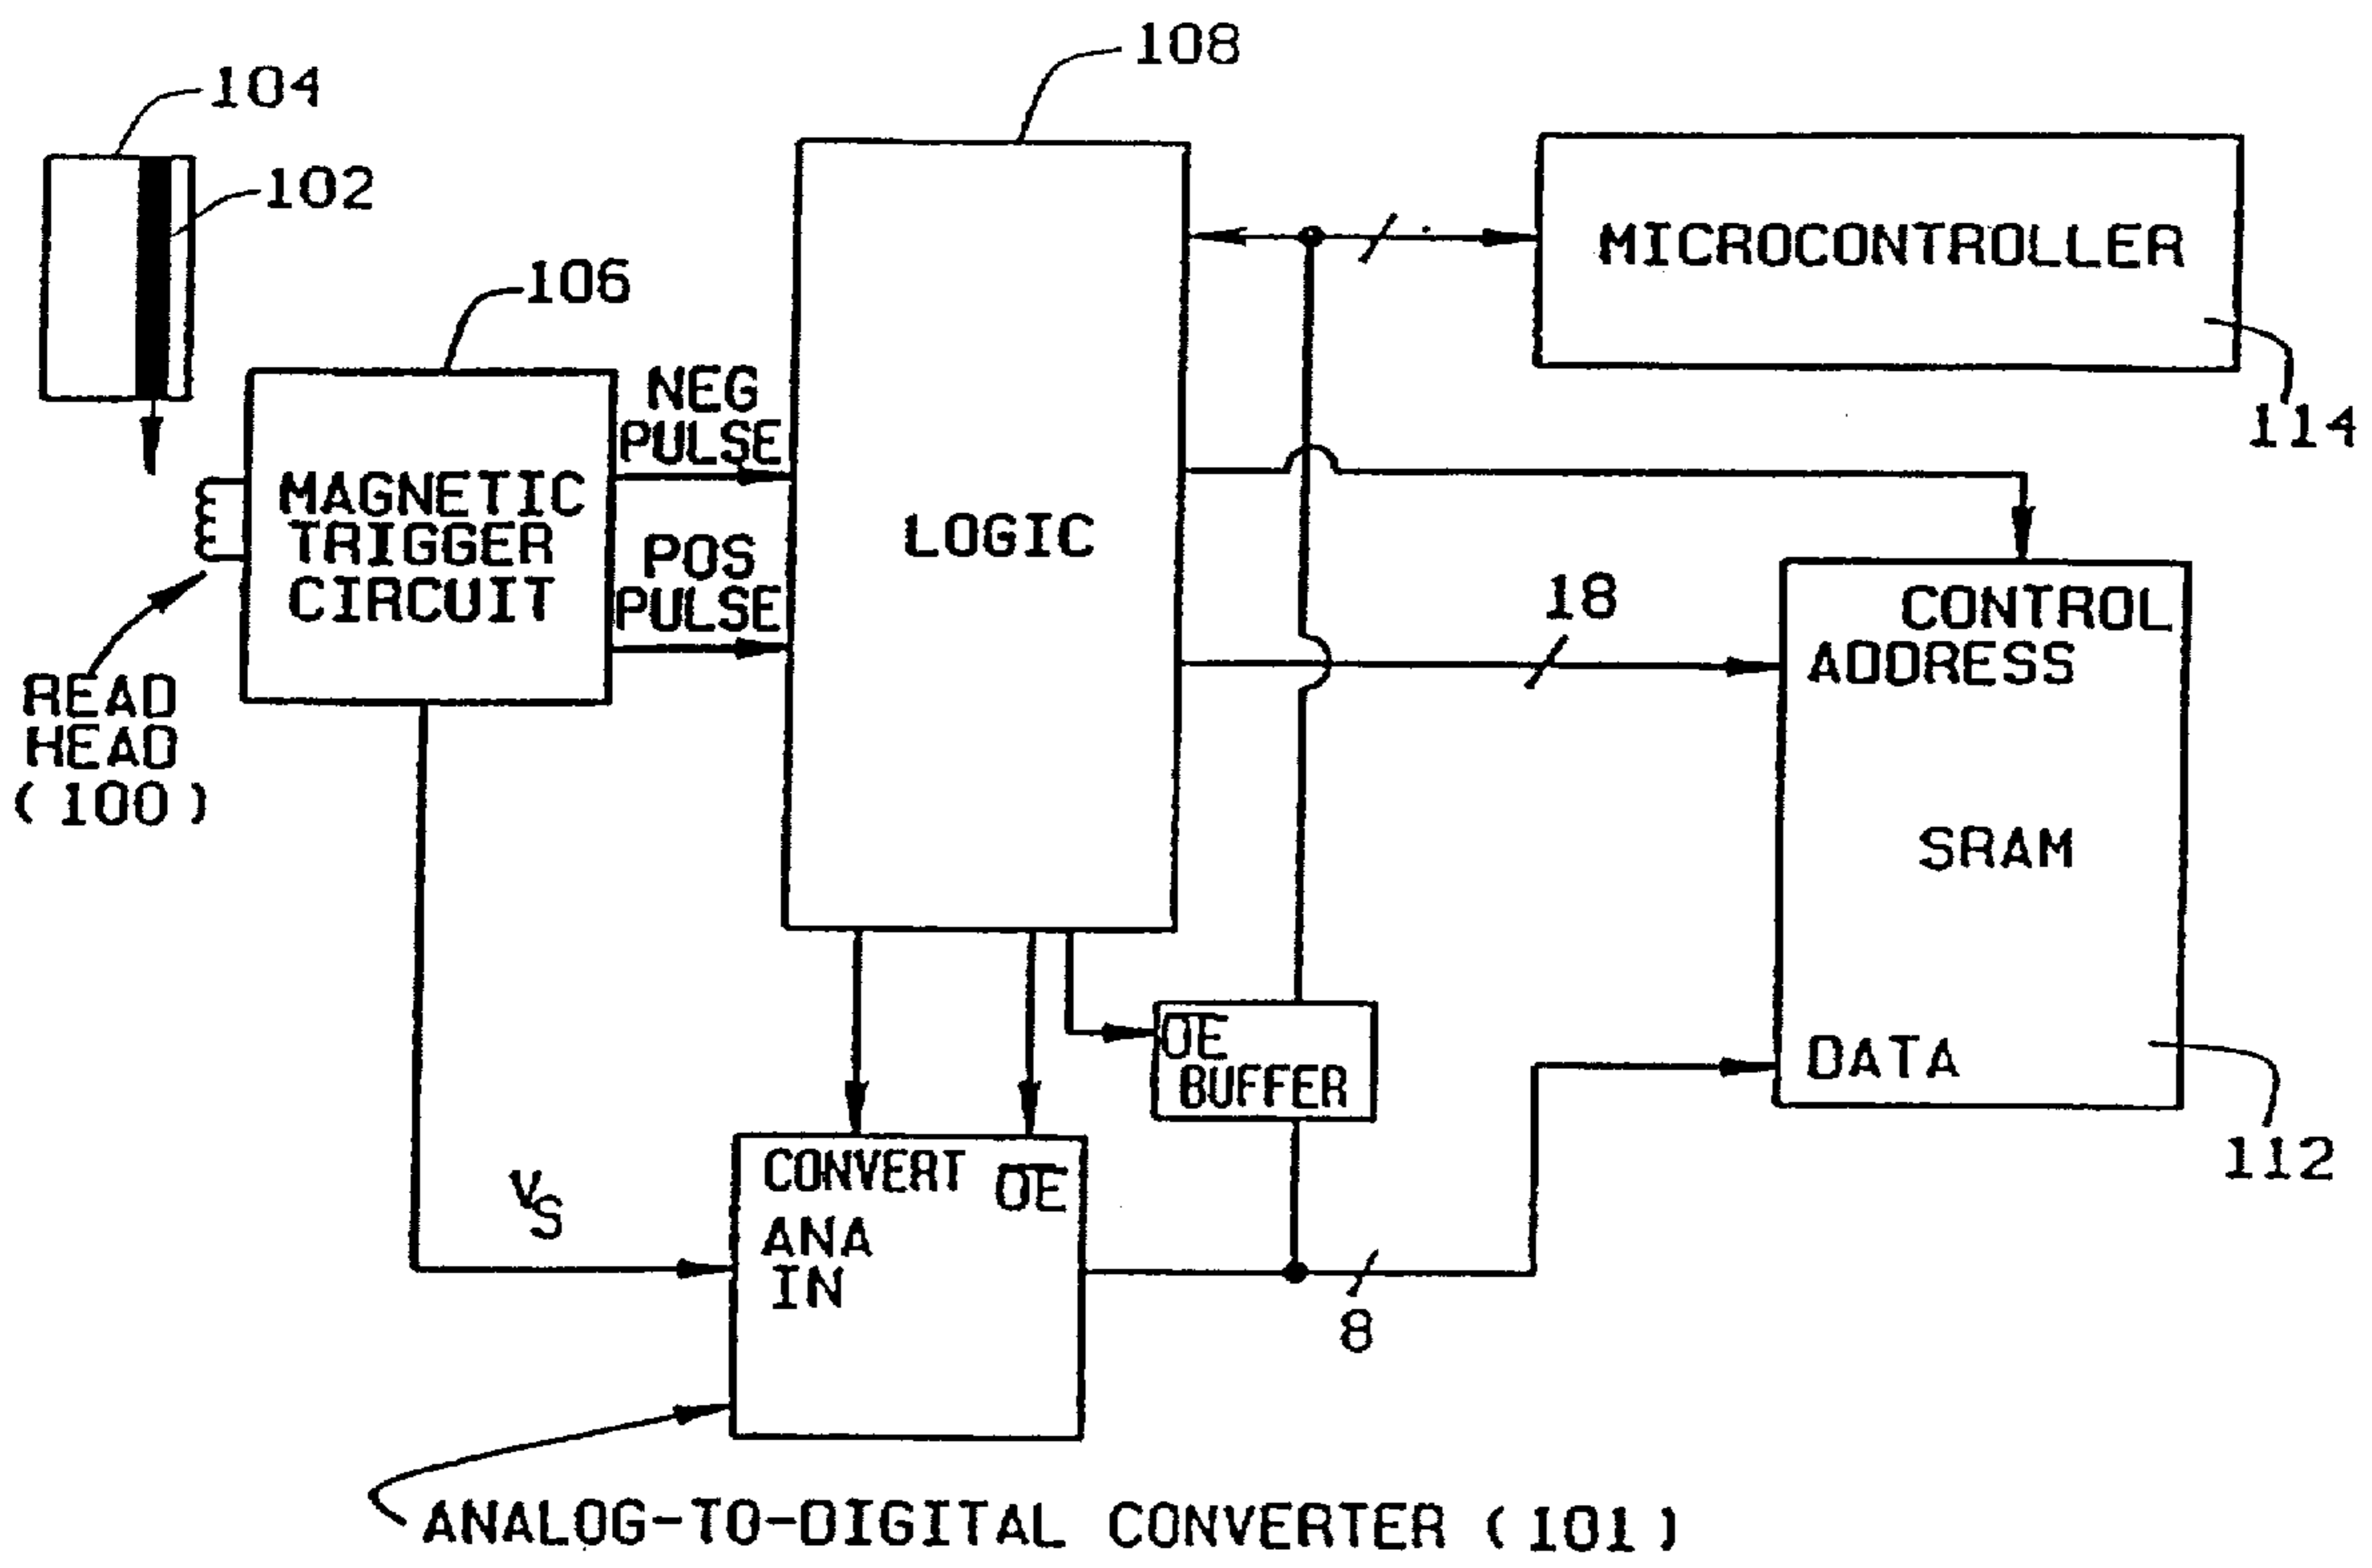 108
104
102
106
MICROCONTROLLER
114
NEG
PULSE
MAGNETIC
TRIGGER
CIRCUIT
POS
PULSE
LOGIC
18
CONTROL
ADDRESS
READ
HEAD
(100)
SRAM
OE
BUFFER
DATA
112
CONVERT OE
VS
ANA
IN
8
ANALOG-TO-DIGITAL CONVERTER (101)